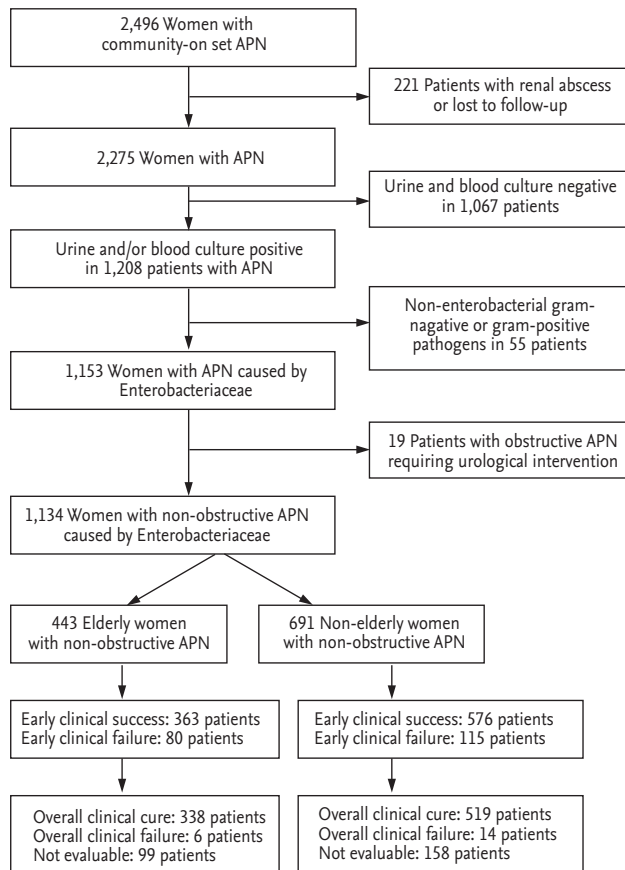 2,496 Women with
community-on set APN
221 Patients with renal abscess
or lost to follow-up
2,275 Women with APN
Urine and blood culture negative
in 1,067 patients
Urine and/or blood culture positive
in 1,208 patients with APN
Non-enterobacterial gram-
nagative or gram-positive
pathogens in 55 patients
1,153 Women with APN caused by
Enterobacteriaceae
19 Patients with obstructive APN
requiring urological intervention
1,134 Women with non-obstructive APN
caused by Enterobacteriaceae
443 Elderly women
with non-obstructive APN
691 Non-elderly women
with non-obstructive APN
Early clinical success: 363 patients
Early clinical failure: 80 patients
Early clinical success: 576 patients
Early clinical failure: 115 patients
Overall clinical cure: 338 patients
Overall clinical failure: 6 patients
Not evaluable: 99 patients
Overall clinical cure: 519 patients
Overall clinical failure: 14 patients
Not evaluable: 158 patients